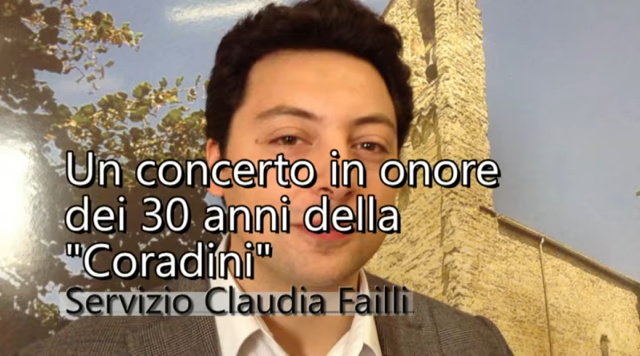 Un concerto in onore
dei 30 anni della
"Coradini"
Servizio Claudia Failli